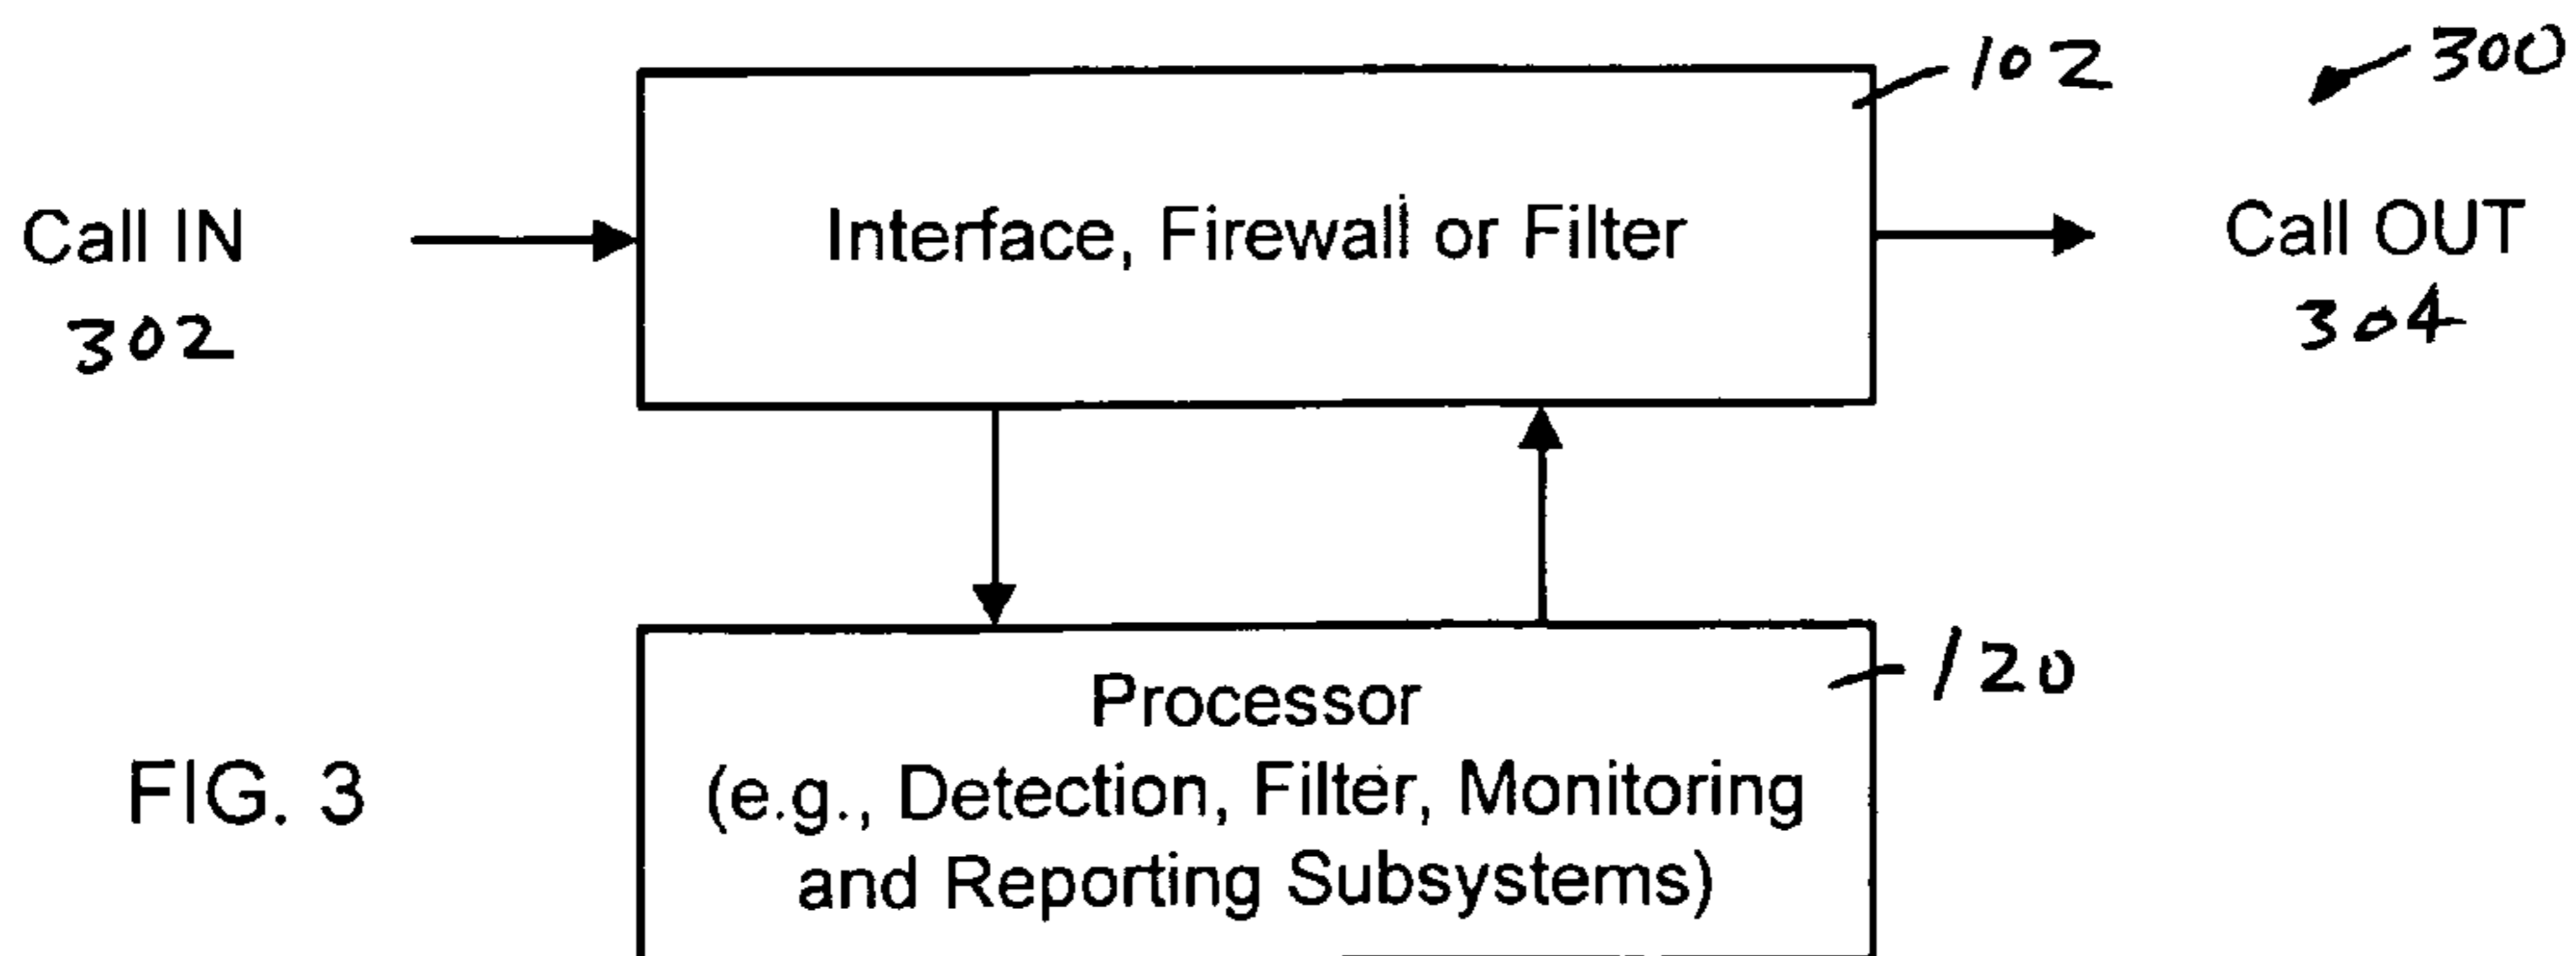 300
102
Call IN
302
Interface, Firewall or Filter
Call OUT
304
120
Processor
(e.g., Detection, Filter, Monitoring
and Reporting Subsystems)
FIG. 3